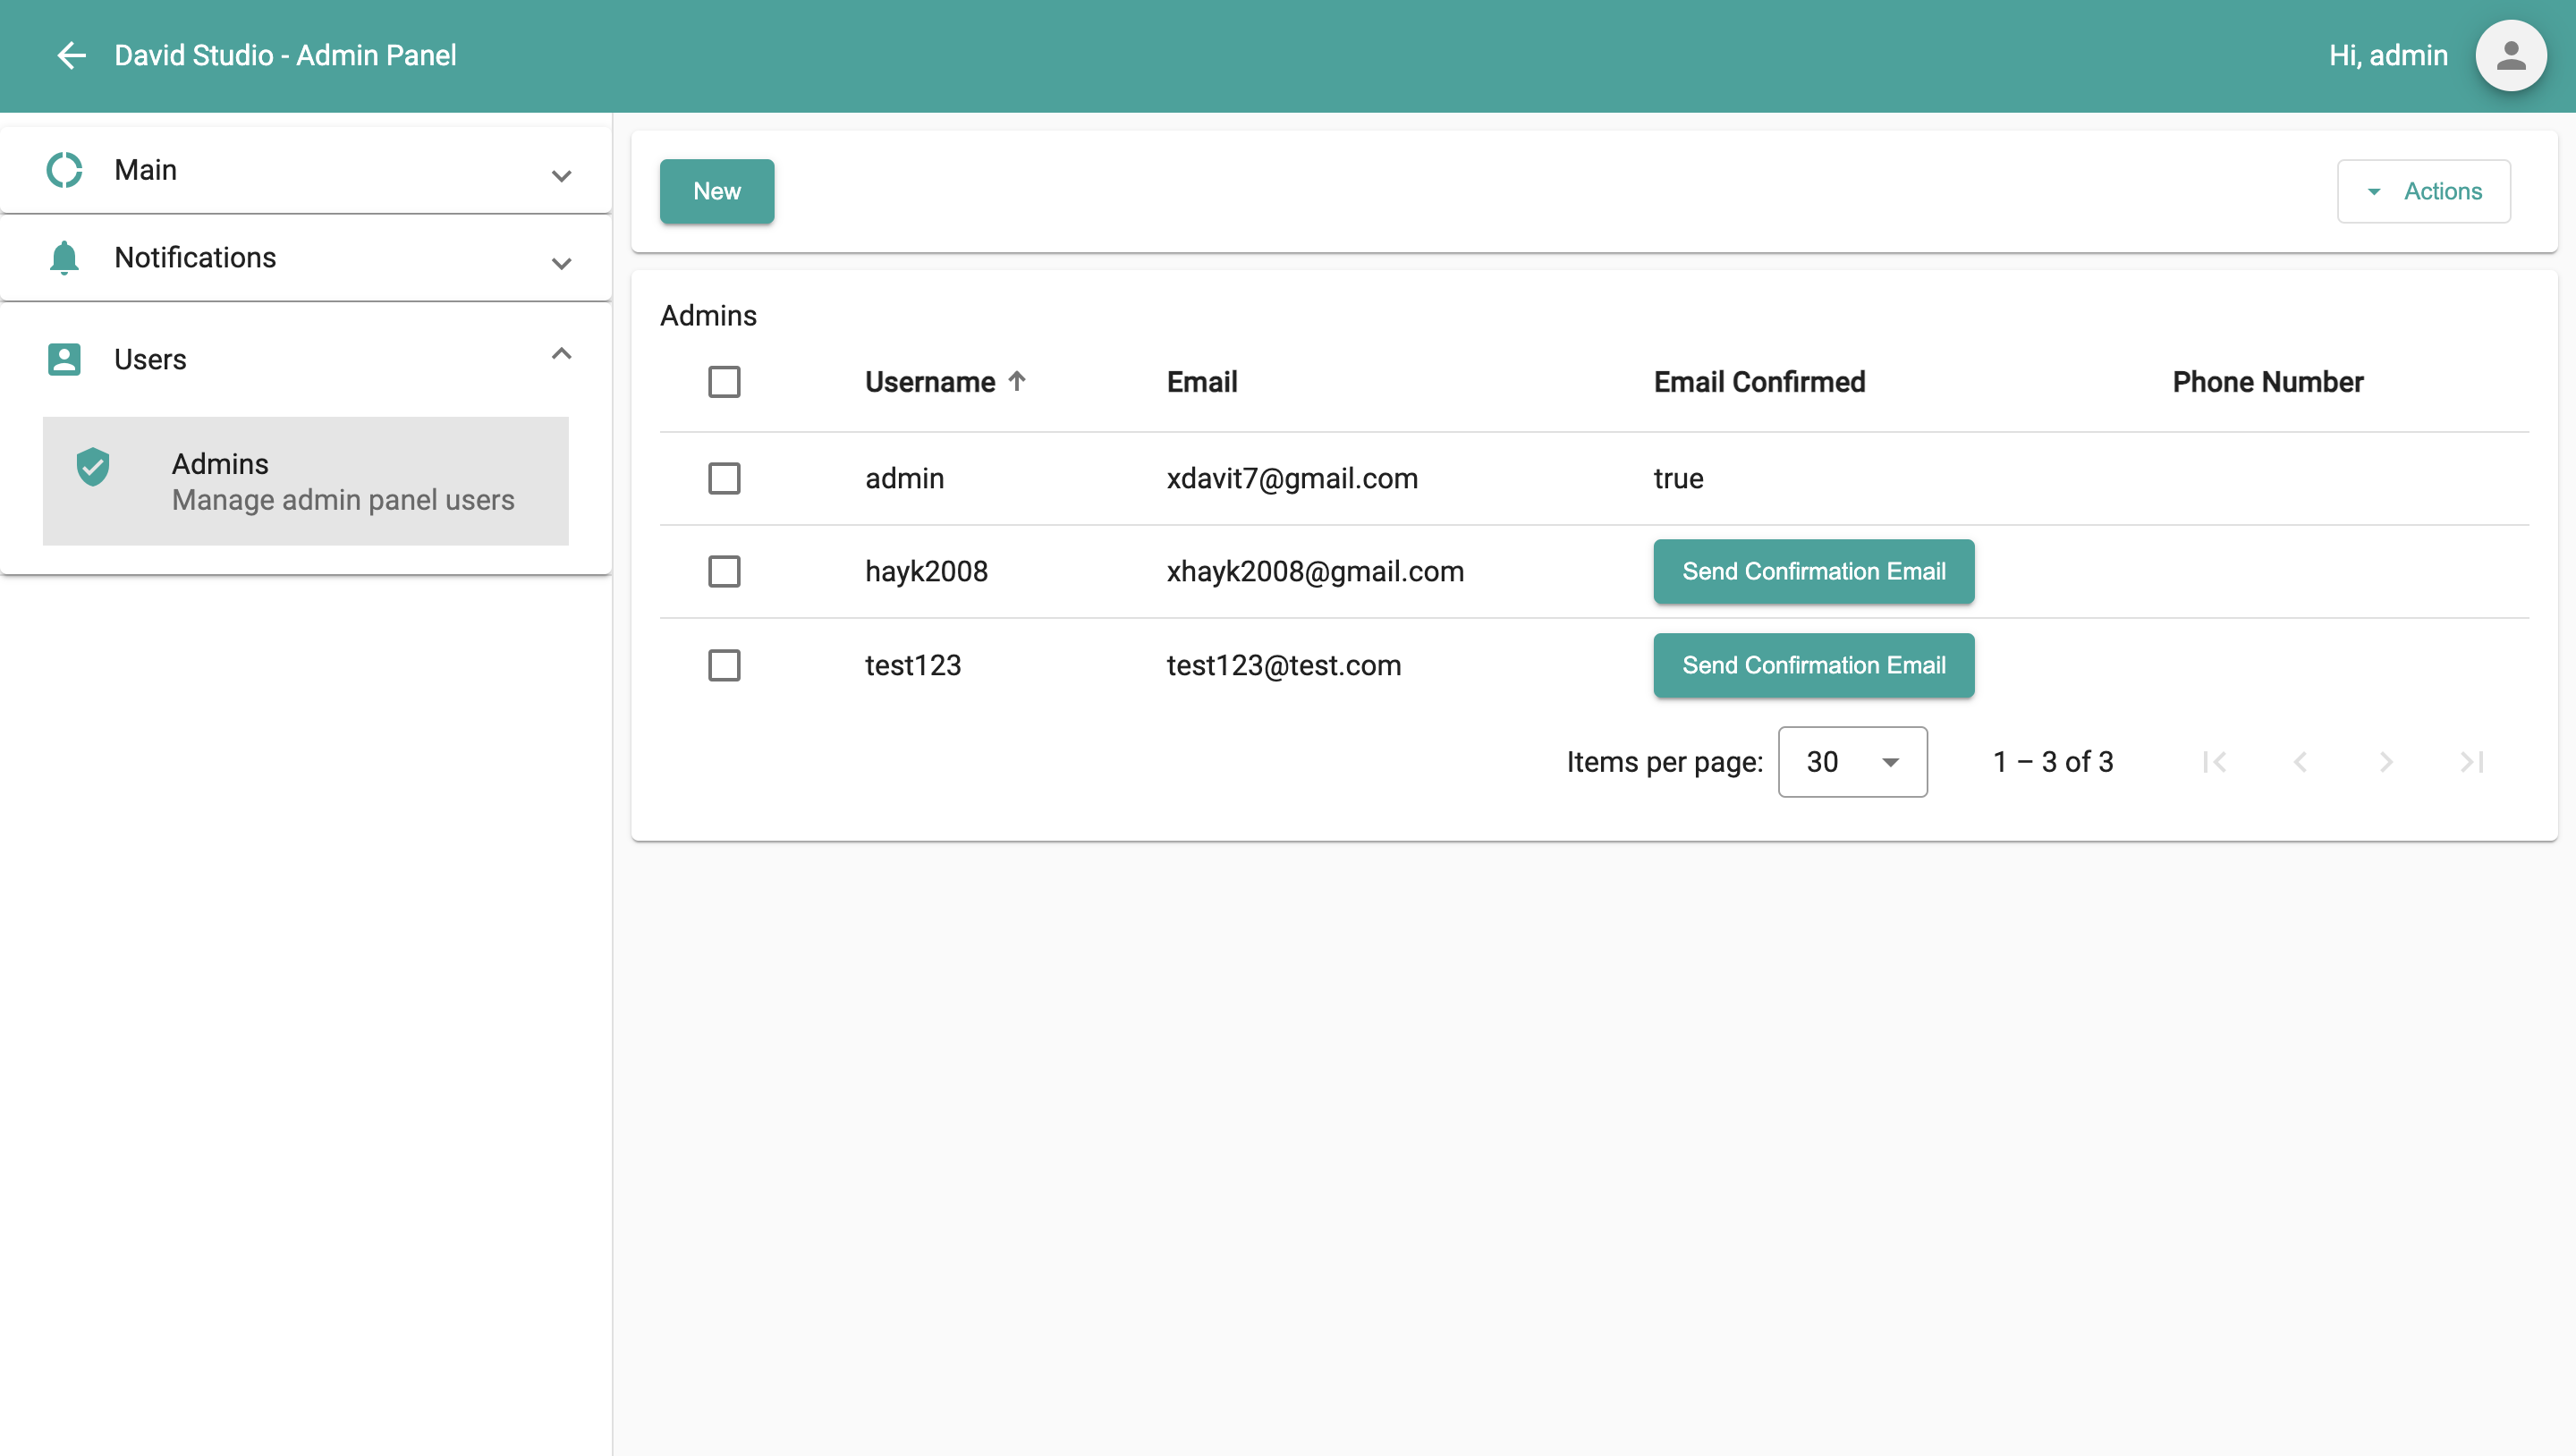 David Studio - Admin Panel
Hi, admin
Main
Notifications
Users
Admins
Manage admin panel users
New
Actions
Admins
Username Email Email Confirmed Phone Number
admin xdavit7@gmail.com true
hayk2008 xhayk2008@gmail.com Send Confirmation Email
test123 test123@test.com Send Confirmation Email
Items per page: 30 1 – 3 of 3